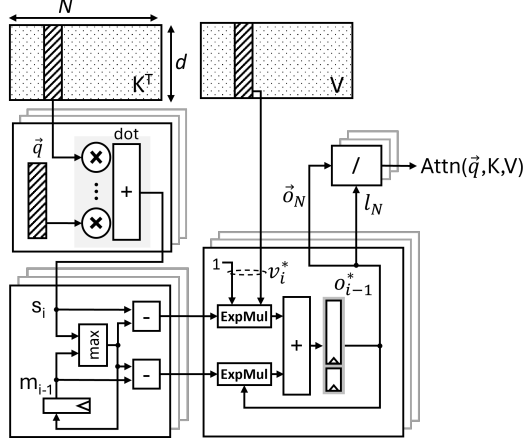 N
K^T
d
V
dot
q⃗
×
+
×
/
Attn(q⃗,K,V)
o⃗_N
l_N
s_i
-
max
-
m_{i-1}
1
v_i^*
o_{i-1}^*
ExpMul
+
ExpMul